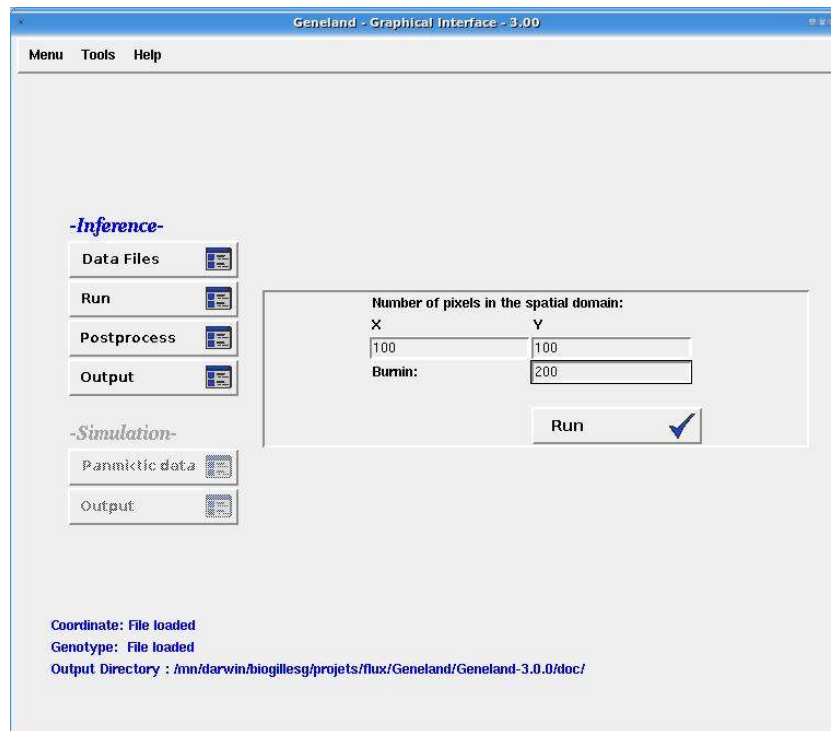 Geneland - Graphical Interface - 3.00
Menu Tools Help
-Inference-
Data Files
Run
Postprocess
Output
-Simulation-
Panmictic data
Output
Number of pixels in the spatial domain:
X Y
100 100
Burnin: 200
Run
Coordinate: File loaded
Genotype: File loaded
Output Directory : /mn/darwin/biogillesg/projets/flux/Geneland/Geneland-3.0.0/doc/